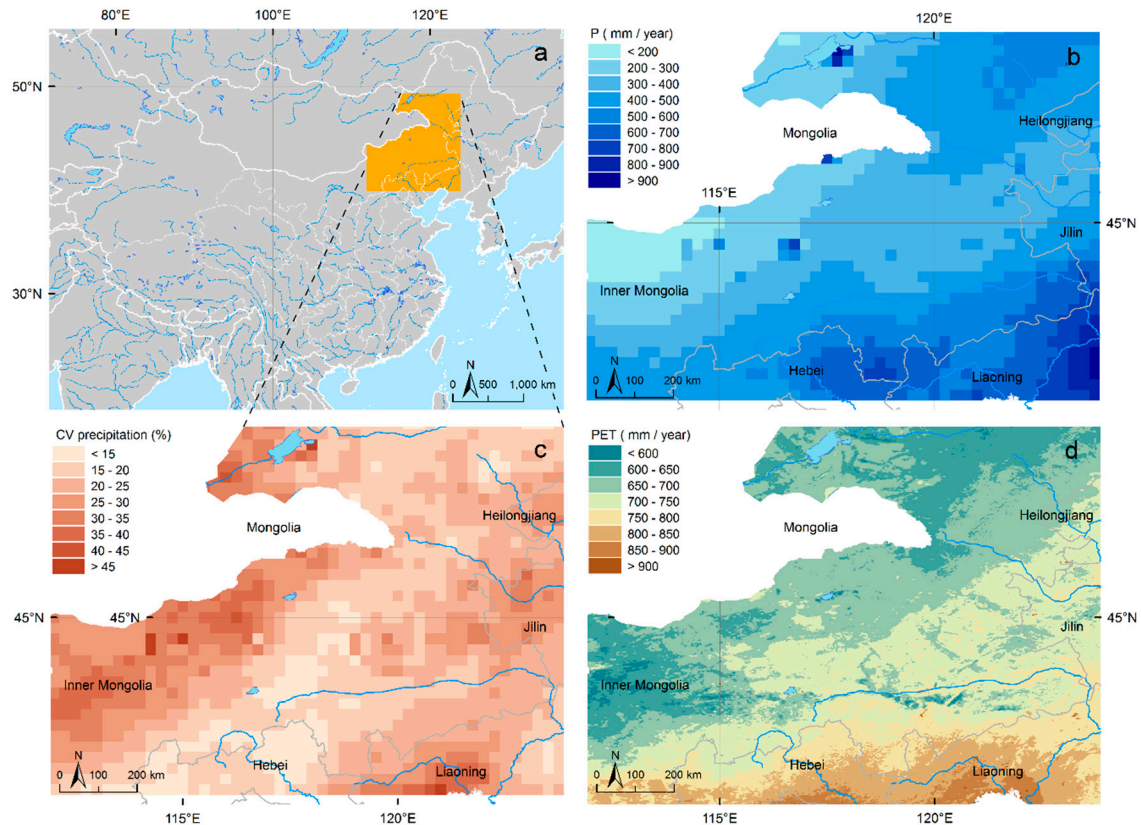 80°E
100°E
120°E
50°N
30°N
a
N
0 500 1,000 km
120°E
P ( mm / year)
< 200
200 - 300
300 - 400
400 - 500
500 - 600
600 - 700
700 - 800
800 - 900
> 900
b
Mongolia
Heilongjiang
115°E
45°N
Jilin
Inner Mongolia
Hebei
Liaoning
N
0 100 200 km
CV precipitation (%)
< 15
15 - 20
20 - 25
25 - 30
30 - 35
35 - 40
40 - 45
> 45
c
Mongolia
Heilongjiang
45°N
45°N
Jilin
Inner Mongolia
Hebei
Liaoning
N
0 100 200 km
115°E
120°E
PET ( mm / year)
< 600
600 - 650
650 - 700
700 - 750
750 - 800
800 - 850
850 - 900
> 900
d
Mongolia
Heilongjiang
45°N
Jilin
Inner Mongolia
Hebei
Liaoning
N
0 100 200 km
115°E
120°E